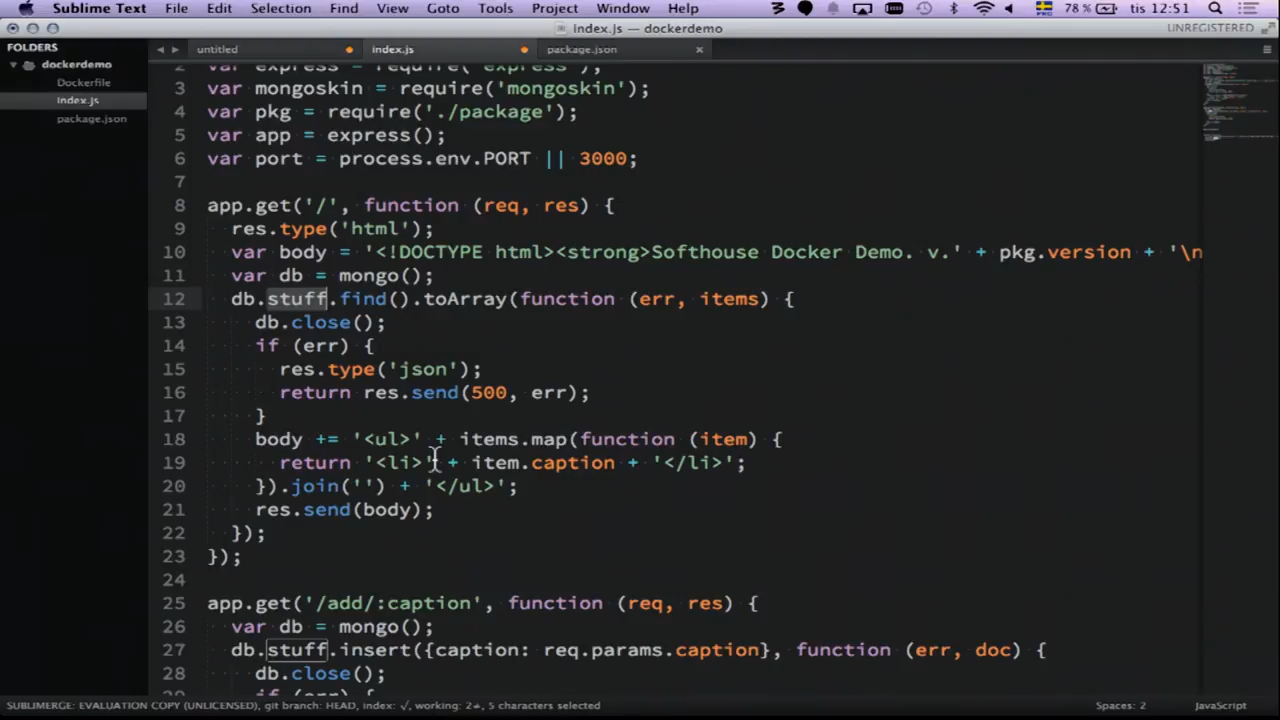 Sublime Text File Edit Selection Find View Goto Tools Project Window Help 78 % tis 12:51
index.js — dockerdemo UNREGISTERED
FOLDERS
dockerdemo
Dockerfile
index.js
package.json
untitled index.js package.json
2 var express = require('express');
3 var mongoskin = require('mongoskin');
4 var pkg = require('./package');
5 var app = express();
6 var port = process.env.PORT || 3000;
7
8 app.get('/', function (req, res) {
9 res.type('html');
10 var body = '<!DOCTYPE html><strong>Softhouse Docker Demo. v.' + pkg.version + '\n
11 var db = mongo();
12 db.stuff.find().toArray(function (err, items) {
13 db.close();
14 if (err) {
15 res.type('json');
16 return res.send(500, err);
17 }
18 body += '<ul>' + items.map(function (item) {
19 return '<li>' + item.caption + '</li>';
20 }).join('') + '</ul>';
21 res.send(body);
22 });
23 });
24
25 app.get('/add/:caption', function (req, res) {
26 var db = mongo();
27 db.stuff.insert({caption: req.params.caption}, function (err, doc) {
28 db.close();
29 if (err) {
SUBLIMERGE: EVALUATION COPY (UNLICENSED), git branch: HEAD, index: √, working: 2≠, 5 characters selected Spaces: 2 JavaScript